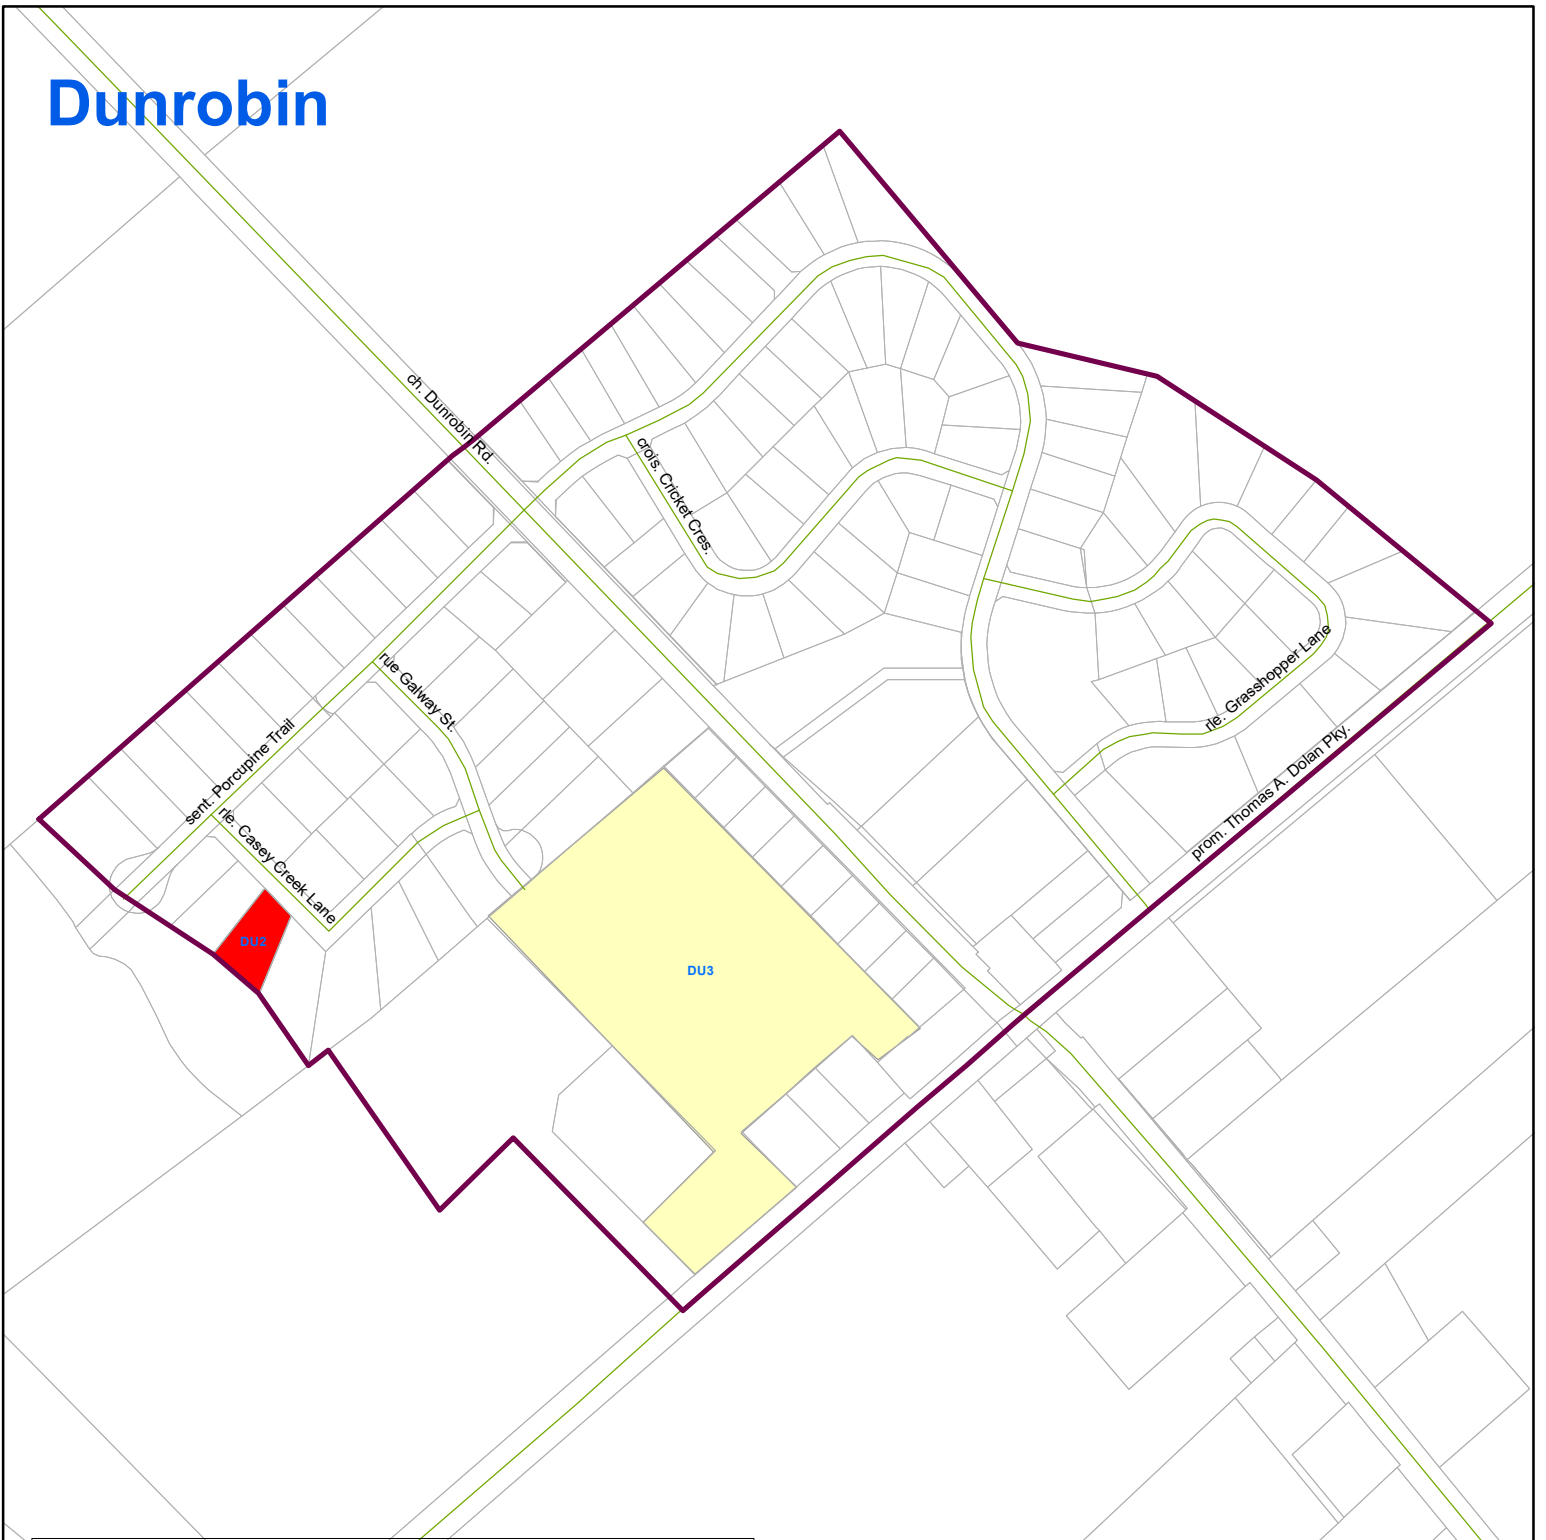 Dunrobin
ch. Dunrobin Rd.
crois. Cricket Cres.
rue Galway St.
rle. Grasshopper Lane
sent. Porcupine Trail
prom. Thomas A. Dolan Pky.
rle. Casey Creek Lane
DU2
DU3